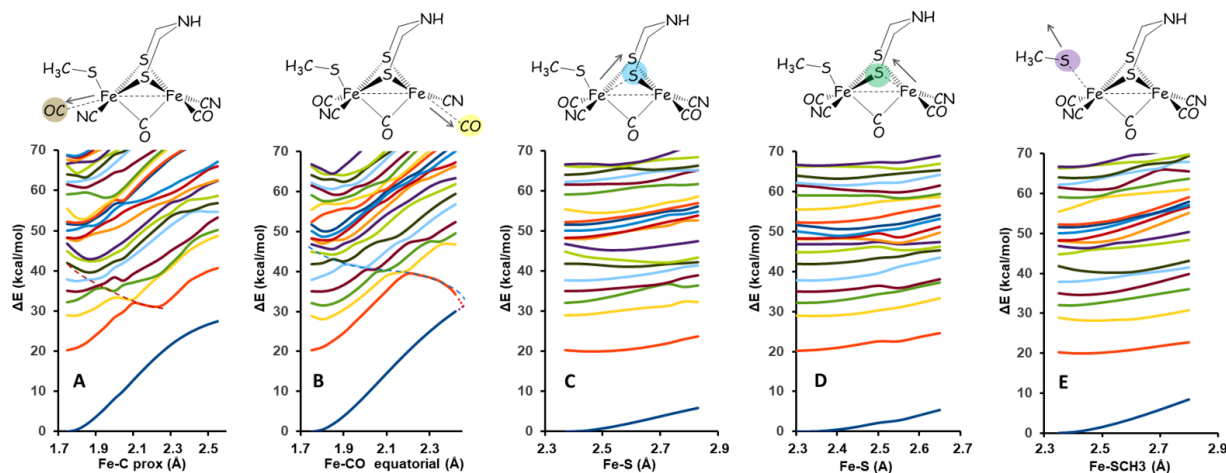 NH
H₃C S
S
S
Fe Fe
OC
NC
CN
CO
C
O
NH
H₃C S
S
S
Fe Fe
OC
NC
CN
CO
C
O
NH
H₃C S
S
S
Fe Fe
OC
NC
CN
CO
C
O
NH
H₃C S
S
S
Fe Fe
OC
NC
CN
CO
C
O
NH
H₃C S
S
S
Fe Fe
OC
NC
CN
CO
C
O
ΔE (kcal/mol)
70
60
50
40
30
20
10
0
A
1.7 1.9 2.1 2.3 2.5
Fe-C prox (Å)
ΔE (kcal/mol)
70
60
50
40
30
20
10
0
B
1.7 1.9 2.1 2.3 2.5
Fe-CO equatorial (Å)
ΔE (kcal/mol)
70
60
50
40
30
20
10
0
C
2.3 2.5 2.7 2.9
Fe-S (Å)
ΔE (kcal/mol)
70
60
50
40
30
20
10
0
D
2.3 2.4 2.5 2.6 2.7
Fe-S (A)
ΔE (kcal/mol)
70
60
50
40
30
20
10
0
E
2.3 2.5 2.7 2.9
Fe-SCH3 (Å)